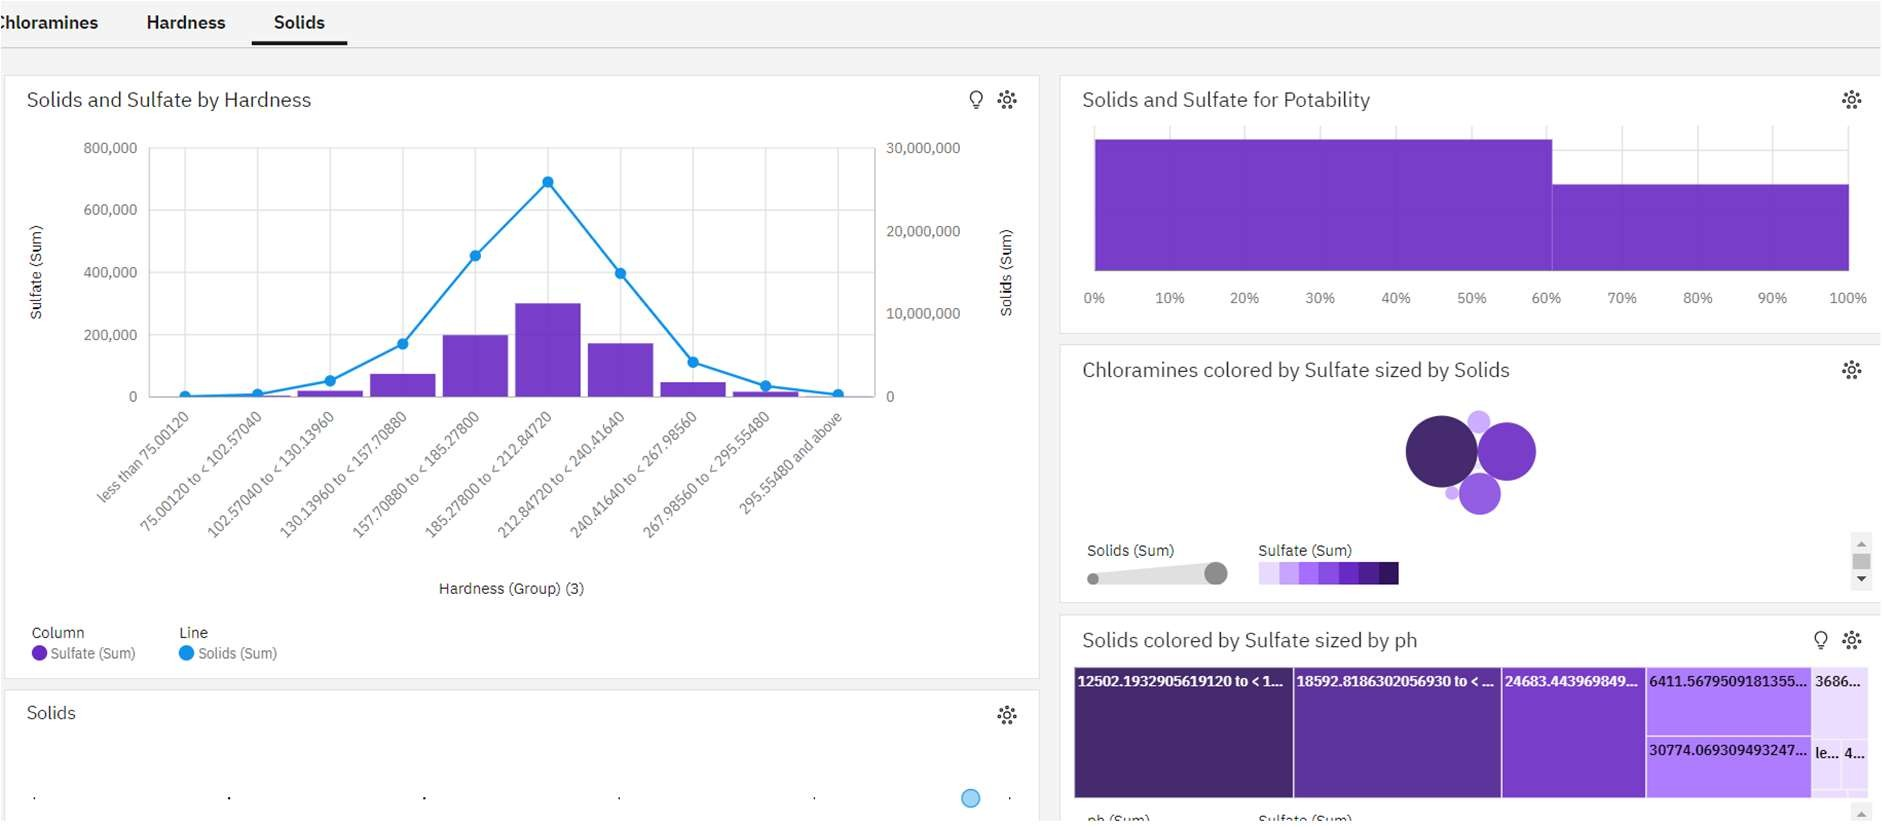 Chloramines Hardness Solids
Solids and Sulfate by Hardness
800,000
600,000
400,000
200,000
0
Sulfate (Sum)
30,000,000
20,000,000
10,000,000
0
Solids (Sum)
less than 75.00120
75.00120 to < 102.57040
102.57040 to < 130.13960
130.13960 to < 157.70880
157.70880 to < 185.27800
185.27800 to < 212.84720
212.84720 to < 240.41640
240.41640 to < 267.98560
267.98560 to < 295.55480
295.55480 and above
Hardness (Group) (3)
Column
Sulfate (Sum)
Line
Solids (Sum)
Solids
Solids and Sulfate for Potability
0% 10% 20% 30% 40% 50% 60% 70% 80% 90% 100%
Chloramines colored by Sulfate sized by Solids
Solids (Sum)
Sulfate (Sum)
Solids colored by Sulfate sized by ph
12502.1932905619120 to < 1...
18592.8186302056930 to < ...
24683.443969849...
6411.5679509181355...
3686...
30774.069309493247...
le... 4...
ph (Sum)
Sulfate (Sum)